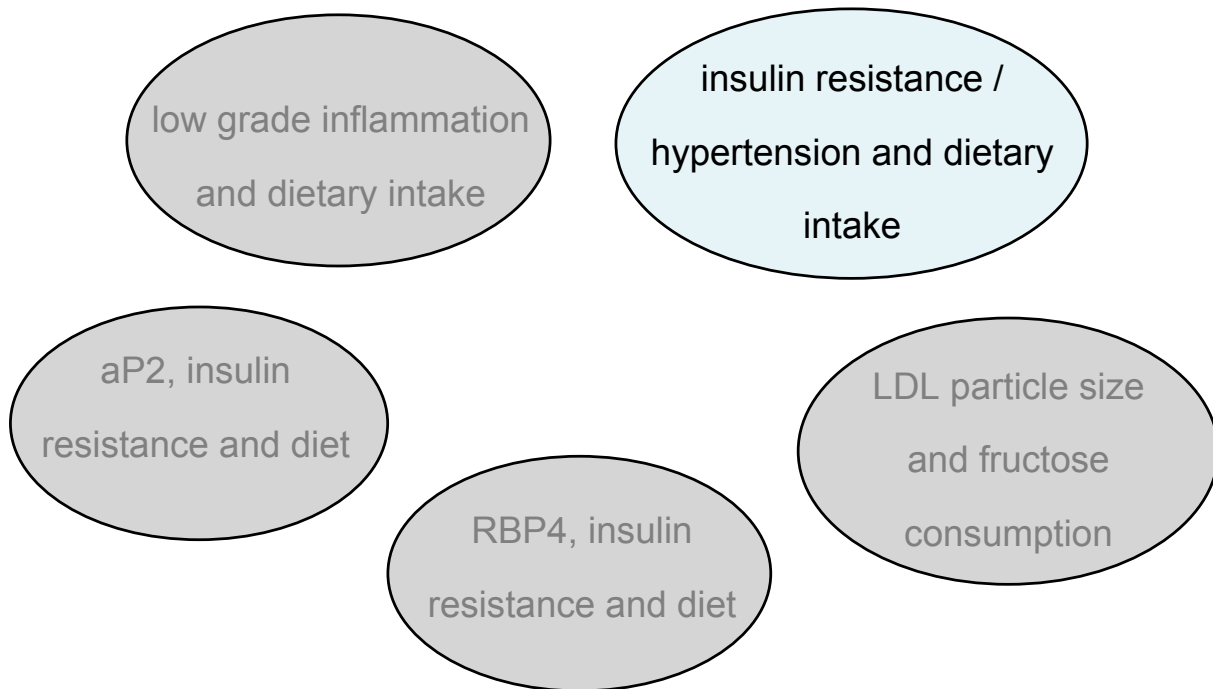 low grade inflammation
and dietary intake
insulin resistance /
hypertension and dietary
intake
aP2, insulin
resistance and diet
LDL particle size
and fructose
consumption
RBP4, insulin
resistance and diet